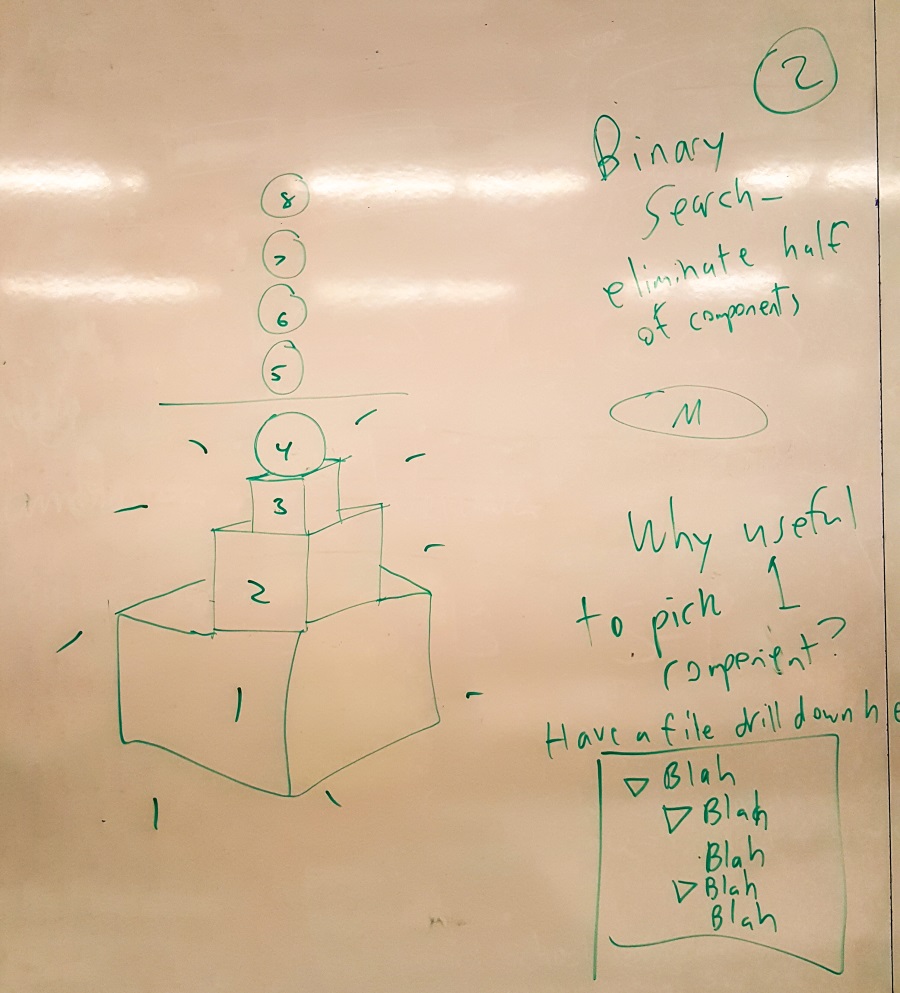 2
Binary
Search-
eliminate half
of components
M
Why useful
to pick 1
component?
Have a file drill down he
▽ Blah
▽ Blah
Blah
▽ Blah
Blah
8
7
6
5
4
3
2
1